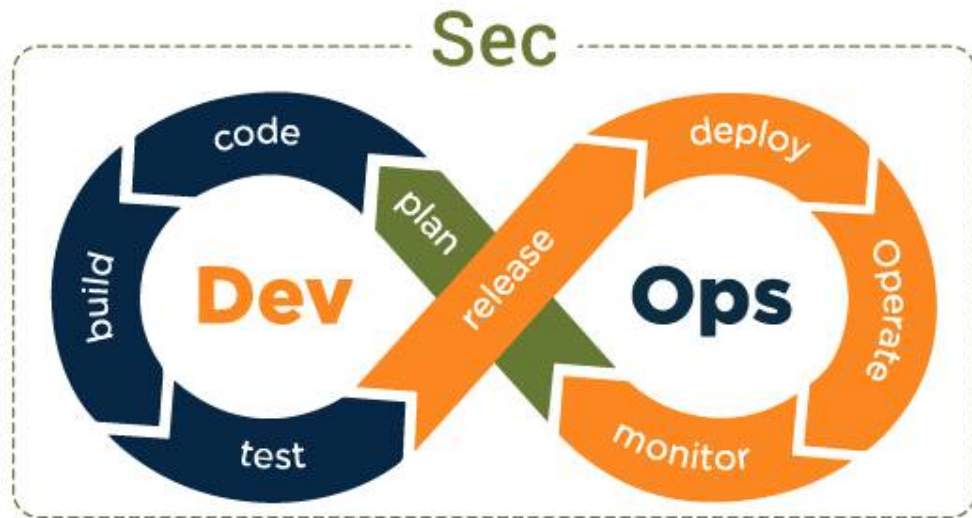 Sec
code
deploy
plan
release
build
Dev
Ops
Operate
test
monitor